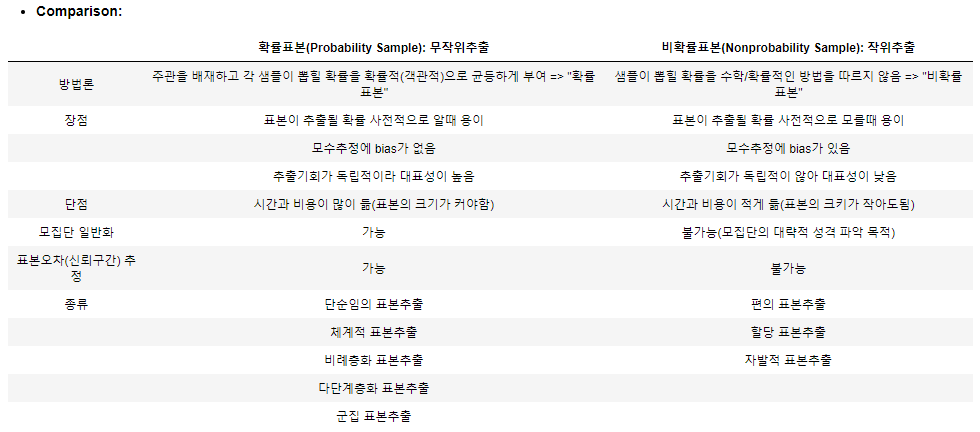 Comparison:
확률표본(Probability Sample): 무작위추출 비확률표본(Nonprobability Sample): 작위추출
방법론 주관을 배재하고 각 샘플이 뽑힐 확률을 확률적(객관적)으로 균등하게 부여 => "확률 표본" 샘플이 뽑힐 확률을 수학/확률적인 방법을 따르지 않음 => "비확률 표본"
장점 표본이 추출될 확률 사전적으로 알때 용이 표본이 추출될 확률 사전적으로 모를때 용이
모수추정에 bias가 없음 모수추정에 bias가 있음
추출기회가 독립적이라 대표성이 높음 추출기회가 독립적이 않아 대표성이 낮음
단점 시간과 비용이 많이 듦(표본의 크기가 커야함) 시간과 비용이 적게 듦(표본의 크키가 작아도됨)
모집단 일반화 가능 불가능(모집단의 대략적 성격 파악 목적)
표본오차(신뢰구간) 추정 가능 불가능
종류 단순임의 표본추출 편의 표본추출
체계적 표본추출 할당 표본추출
비례층화 표본추출 자발적 표본추출
다단계층화 표본추출
군집 표본추출